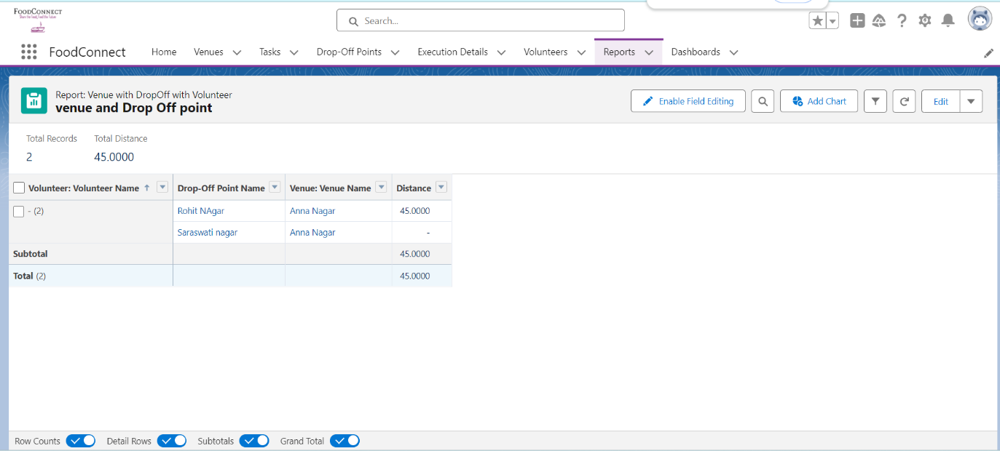 FOODCONNECT
Search...
FoodConnect
Home
Venues
Tasks
Drop-Off Points
Execution Details
Volunteers
Reports
Dashboards
Report: Venue with DropOff with Volunteer
venue and Drop Off point
Enable Field Editing
Add Chart
Edit
Total Records
Total Distance
2
45.0000
Volunteer: Volunteer Name
Drop-Off Point Name
Venue: Venue Name
Distance
- (2)
Rohit NAgar
Anna Nagar
45.0000
Saraswati nagar
Anna Nagar
-
Subtotal
45.0000
Total (2)
45.0000
Row Counts
Detail Rows
Subtotals
Grand Total